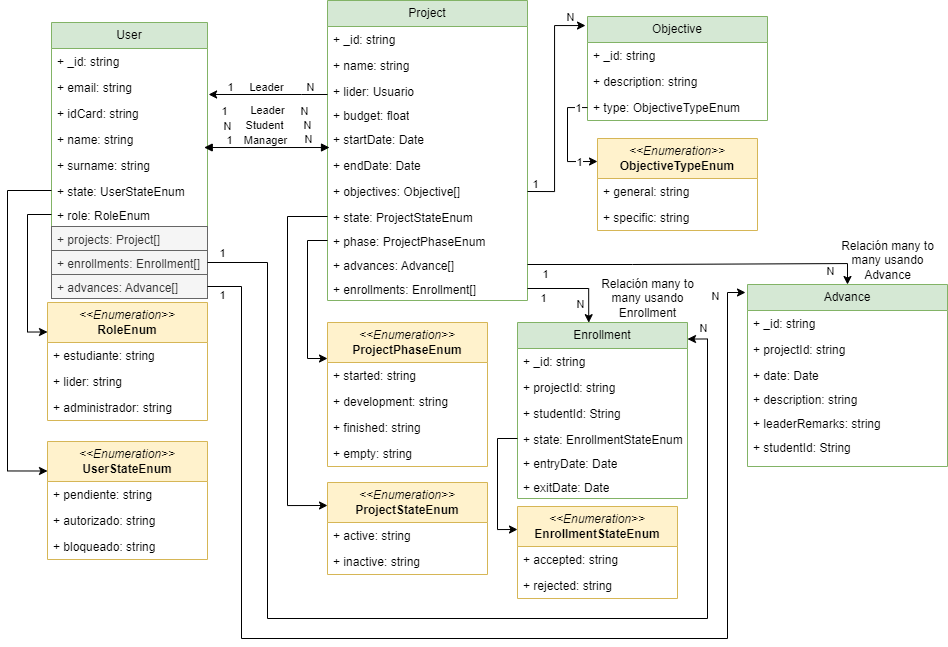 User
+ _id: string
+ email: string
+ idCard: string
+ name: string
+ surname: string
+ state: UserStateEnum
+ role: RoleEnum
+ projects: Project[]
+ enrollments: Enrollment[]
+ advances: Advance[]
<<Enumeration>>
RoleEnum
+ estudiante: string
+ lider: string
+ administrador: string
<<Enumeration>>
UserStateEnum
+ pendiente: string
+ autorizado: string
+ bloqueado: string
1 Leader N
1 Leader N
N Student N
1 Manager N
1
1
Project
+ _id: string
+ name: string
+ lider: Usuario
+ budget: float
+ startDate: Date
+ endDate: Date
+ objectives: Objective[]
+ state: ProjectStateEnum
+ phase: ProjectPhaseEnum
+ advances: Advance[]
+ enrollments: Enrollment[]
<<Enumeration>>
ProjectPhaseEnum
+ started: string
+ development: string
+ finished: string
+ empty: string
<<Enumeration>>
ProjectStateEnum
+ active: string
+ inactive: string
N
1
Objective
+ _id: string
+ description: string
+ type: ObjectiveTypeEnum
1
1
<<Enumeration>>
ObjectiveTypeEnum
+ general: string
+ specific: string
1
N
Relación many to
many usando
Advance
1
N
Relación many to
many usando
Enrollment
N
N
Enrollment
+ _id: string
+ projectId: string
+ studentId: String
+ state: EnrollmentStateEnum
+ entryDate: Date
+ exitDate: Date
<<Enumeration>>
EnrollmentStateEnum
+ accepted: string
+ rejected: string
Advance
+ _id: string
+ projectId: string
+ date: Date
+ description: string
+ leaderRemarks: string
+ studentId: String